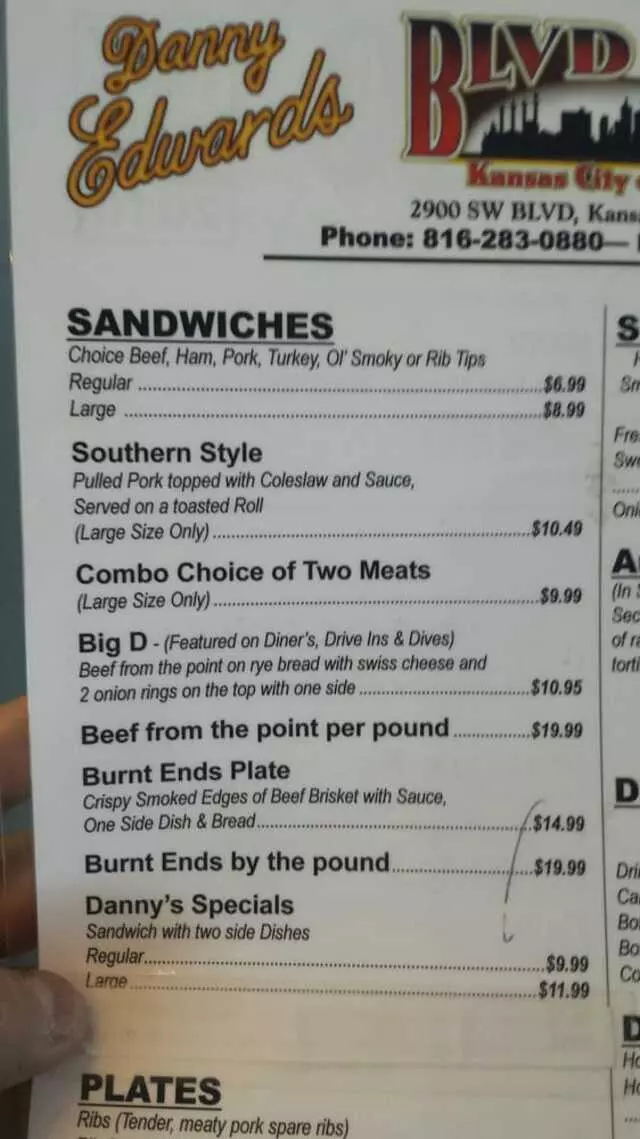 Danny
Edwards
BLVD
Kansas City
2900 SW BLVD,
Phone: 816-283-0880—
SANDWICHES
Choice Beef, Ham, Pork, Turkey, Ol' Smoky or Rib Tips
Regular ..... $6.99
Large ..... $8.99
Southern Style
Pulled Pork topped with Coleslaw and Sauce,
Served on a toasted Roll
(Large Size Only) ..... $10.49
Combo Choice of Two Meats
(Large Size Only) ..... $9.99
Big D - (Featured on Diner's, Drive Ins & Dives)
Beef from the point on rye bread with swiss cheese and
2 onion rings on the top with one side ..... $10.95
Beef from the point per pound ..... $19.99
Burnt Ends Plate
Crispy Smoked Edges of Beef Brisket with Sauce,
One Side Dish & Bread ..... $14.99
Burnt Ends by the pound ..... $19.99
Danny's Specials
Sandwich with two side Dishes
Regular ..... $9.99
Large ..... $11.99
PLATES
Ribs (Tender, meaty pork spare ribs)